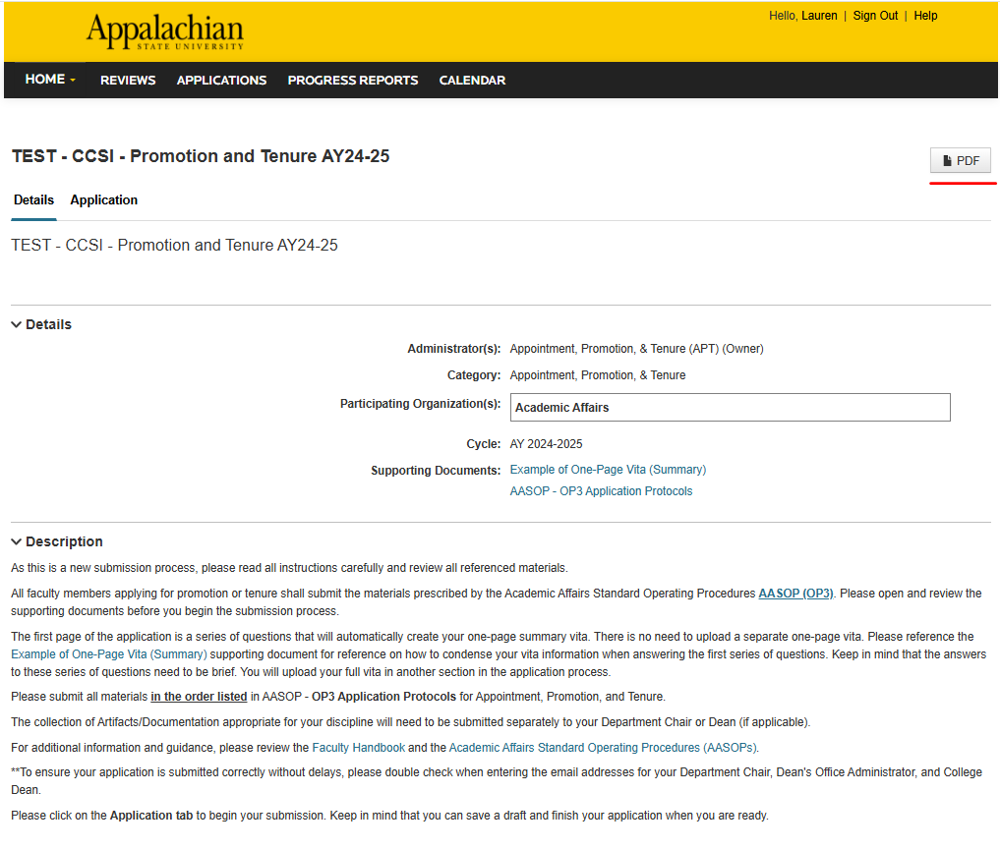 Hello, Lauren | Sign Out | Help
Appalachian
STATE UNIVERSITY
HOME REVIEWS APPLICATIONS PROGRESS REPORTS CALENDAR
TEST - CCSI - Promotion and Tenure AY24-25
PDF
Details Application
TEST - CCSI - Promotion and Tenure AY24-25
Details
Administrator(s): Appointment, Promotion, & Tenure (APT) (Owner)
Category: Appointment, Promotion, & Tenure
Participating Organization(s): Academic Affairs
Cycle: AY 2024-2025
Supporting Documents: Example of One-Page Vita (Summary)
AASOP - OP3 Application Protocols
Description
As this is a new submission process, please read all instructions carefully and review all referenced materials.
All faculty members applying for promotion or tenure shall submit the materials prescribed by the Academic Affairs Standard Operating Procedures AASOP (OP3). Please open and review the
supporting documents before you begin the submission process.
The first page of the application is a series of questions that will automatically create your one-page summary vita. There is no need to upload a separate one-page vita. Please reference the
Example of One-Page Vita (Summary) supporting document for reference on how to condense your vita information when answering the first series of questions. Keep in mind that the answers
to these series of questions need to be brief. You will upload your full vita in another section in the application process.
Please submit all materials in the order listed in AASOP - OP3 Application Protocols for Appointment, Promotion, and Tenure.
The collection of Artifacts/Documentation appropriate for your discipline will need to be submitted separately to your Department Chair or Dean (if applicable).
For additional information and guidance, please review the Faculty Handbook and the Academic Affairs Standard Operating Procedures (AASOPs).
**To ensure your application is submitted correctly without delays, please double check when entering the email addresses for your Department Chair, Dean's Office Administrator, and College
Dean.
Please click on the Application tab to begin your submission. Keep in mind that you can save a draft and finish your application when you are ready.